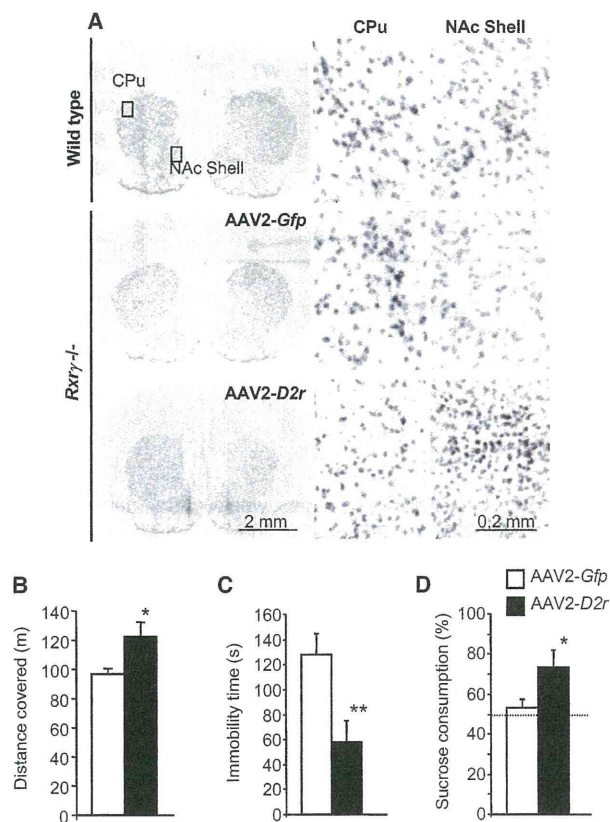 A
CPu
NAc Shell
Wild type
CPu
NAc Shell
Rxrγ-/-
AAV2-Gfp
AAV2-D2r
2 mm
0,2 mm
B
Distance covered (m)
140
120
100
80
60
40
20
0
*
C
Immobility time (s)
160
140
120
100
80
60
40
20
0
**
D
AAV2-Gfp
AAV2-D2r
Sucrose consumption (%)
100
80
60
40
20
0
*